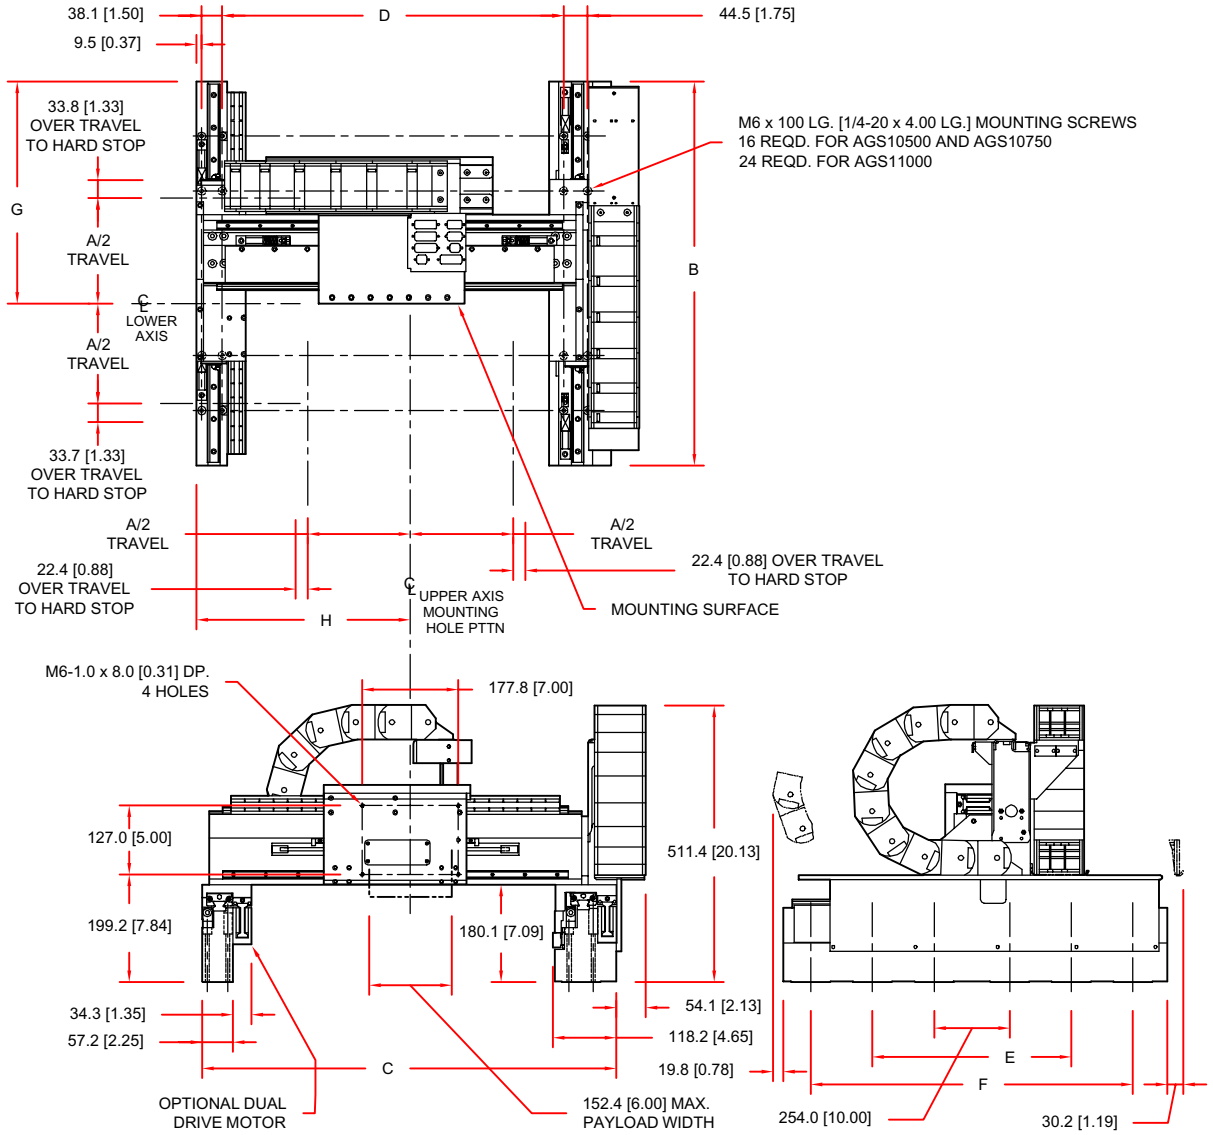 38.1 [1.50]
D
44.5 [1.75]
9.5 [0.37]
33.8 [1.33]
OVER TRAVEL
TO HARD STOP
M6 x 100 LG. [1/4-20 x 4.00 LG.] MOUNTING SCREWS
16 REQD. FOR AGS10500 AND AGS10750
24 REQD. FOR AGS11000
G
A/2
TRAVEL
B
CL
LOWER
AXIS
A/2
TRAVEL
33.7 [1.33]
OVER TRAVEL
TO HARD STOP
A/2
TRAVEL
A/2
TRAVEL
22.4 [0.88]
OVER TRAVEL
TO HARD STOP
22.4 [0.88] OVER TRAVEL
TO HARD STOP
CL
UPPER AXIS
MOUNTING
HOLE PTTN
MOUNTING SURFACE
H
M6-1.0 x 8.0 [0.31] DP.
4 HOLES
177.8 [7.00]
127.0 [5.00]
511.4 [20.13]
199.2 [7.84]
180.1 [7.09]
34.3 [1.35]
54.1 [2.13]
57.2 [2.25]
118.2 [4.65]
C
19.8 [0.78]
E
F
OPTIONAL DUAL
DRIVE MOTOR
152.4 [6.00] MAX.
PAYLOAD WIDTH
254.0 [10.00]
30.2 [1.19]